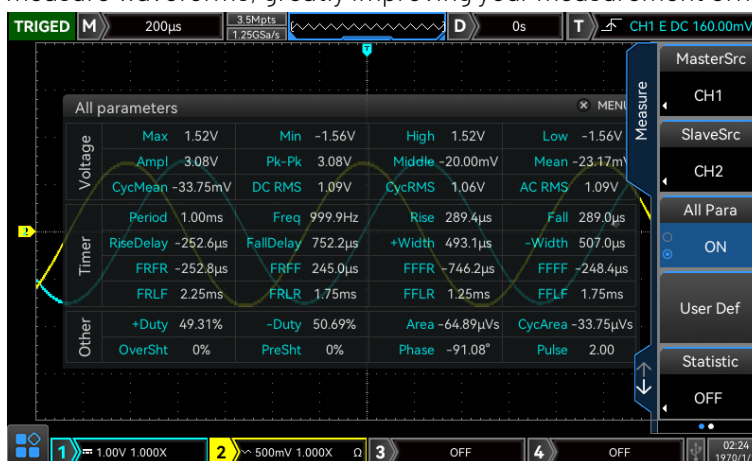 measure waveforms, greatly improving your measurement
TRIGED M 200µs 3.5Mpts 1.25GSa/s D 0s T CH1 E DC 160.00mV
Measure
MasterSrc
CH1
SlaveSrc
CH2
All Para
ON
User Def
Statistic
OFF
All parameters MENU
Voltage
Max 1.52V Min -1.56V High 1.52V Low -1.56V
Ampl 3.08V Pk-Pk 3.08V Middle -20.00mV Mean -23.17mV
CycMean -33.75mV DC RMS 1.09V CycRMS 1.06V AC RMS 1.09V
Timer
Period 1.00ms Freq 999.9Hz Rise 289.4µs Fall 289.0µs
RiseDelay -252.6µs FallDelay 752.2µs +Width 493.1µs -Width 507.0µs
FRFR -252.8µs FRFF 245.0µs FFFR -746.2µs FFFF -248.4µs
FRLF 2.25ms FRLR 1.75ms FFLR 1.25ms FFLF 1.75ms
Other
+Duty 49.31% -Duty 50.69% Area -64.89µVs CycArea -33.75µVs
OverSht 0% PreSht 0% Phase -91.08° Pulse 2.00
2
1 1.00V 1.000X 2 500mV 1.000X Ω 3 OFF 4 OFF 02:24
1970/1/